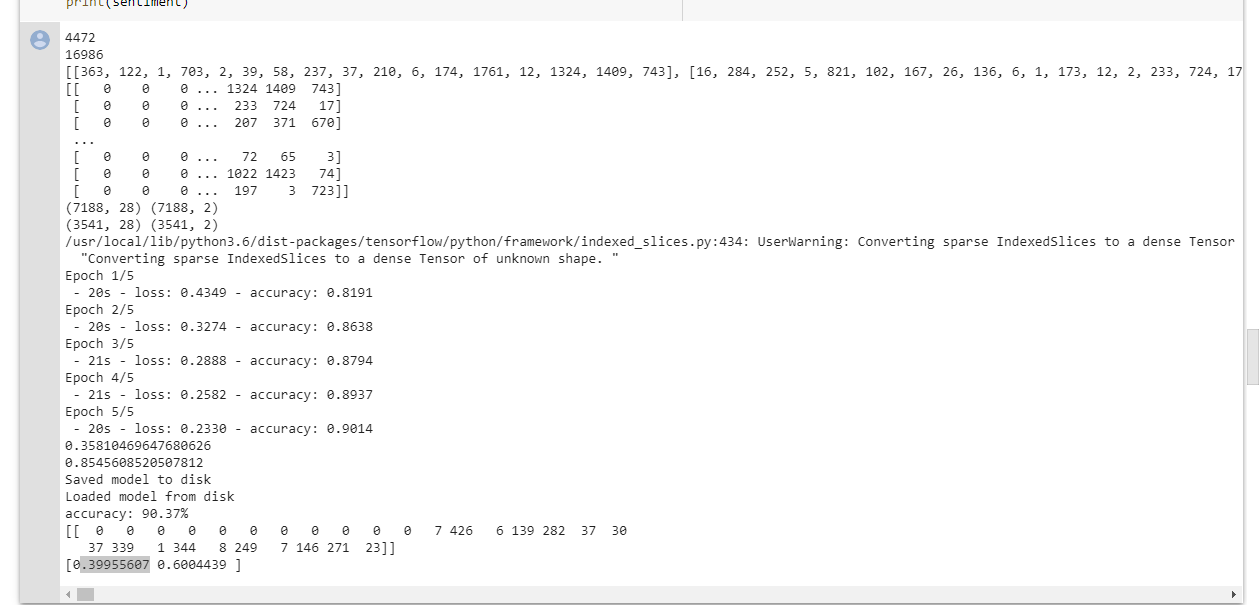 print(sentiment)
4472
16986
[[363, 122, 1, 703, 2, 39, 58, 237, 37, 210, 6, 174, 1761, 12, 1324, 1409, 743], [16, 284, 252, 5, 821, 102, 167, 26, 136, 6, 1, 173, 12, 2, 233, 724, 17
[[   0    0    0 ... 1324 1409  743]
 [   0    0    0 ...  233  724   17]
 [   0    0    0 ...  207  371  670]
 ...
 [   0    0    0 ...   72   65    3]
 [   0    0    0 ... 1022 1423   74]
 [   0    0    0 ...  197    3  723]]
(7188, 28) (7188, 2)
(3541, 28) (3541, 2)
/usr/local/lib/python3.6/dist-packages/tensorflow/python/framework/indexed_slices.py:434: UserWarning: Converting sparse IndexedSlices to a dense Tensor
  "Converting sparse IndexedSlices to a dense Tensor of unknown shape. "
Epoch 1/5
 - 20s - loss: 0.4349 - accuracy: 0.8191
Epoch 2/5
 - 20s - loss: 0.3274 - accuracy: 0.8638
Epoch 3/5
 - 21s - loss: 0.2888 - accuracy: 0.8794
Epoch 4/5
 - 21s - loss: 0.2582 - accuracy: 0.8937
Epoch 5/5
 - 20s - loss: 0.2330 - accuracy: 0.9014
0.35810469647680626
0.8545608520507812
Saved model to disk
Loaded model from disk
accuracy: 90.37%
[[  0   0   0   0   0   0   0   0   0   0   0   7 426   6 139 282  37  30
   37 339   1 344   8 249   7 146 271  23]]
[0.39955607 0.6004439 ]